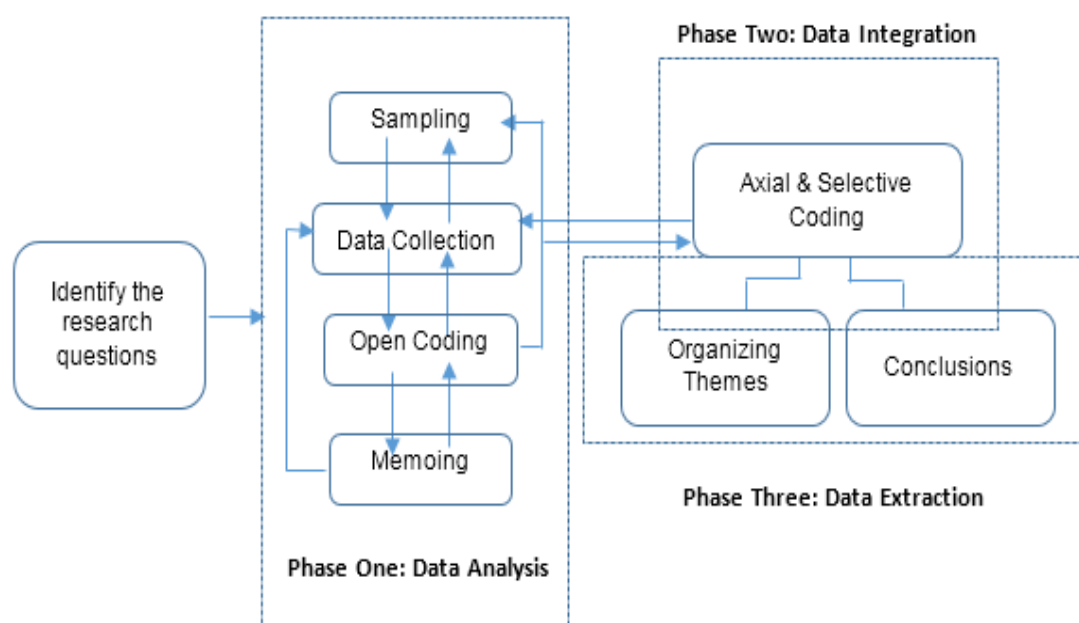 Identify the
research
questions
Sampling
Data Collection
Open Coding
Memoing
Phase One: Data Analysis
Phase Two: Data Integration
Axial & Selective
Coding
Organizing
Themes
Conclusions
Phase Three: Data Extraction